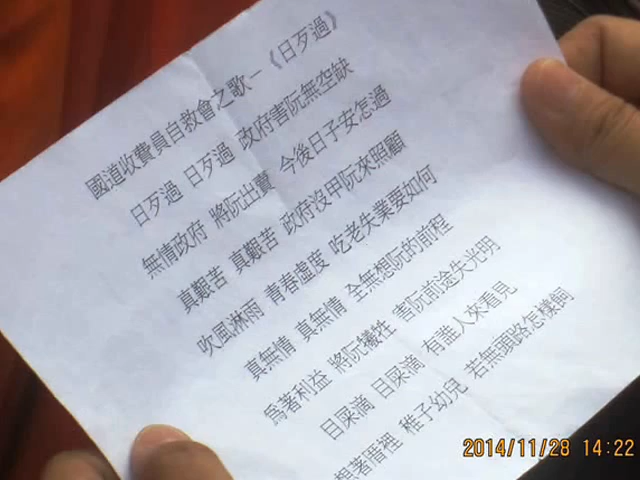 國道收費員自救會之歌—《日歹過》
日歹過 日歹過 政府害阮無空缺
無情政府 將阮出賣 今後日子安怎過
真艱苦 真艱苦 政府沒甲阮來照顧
吹風淋雨 青春虛度 吃老失業要如何
真無情 真無情 全無想阮的前程
為著利益 將阮犧牲 害阮前途失光明
目屎滴 目屎滴 有誰人來看見
想著厝裡 稚子幼兒 若無頭路怎樣飼
2014/11/28 14:22